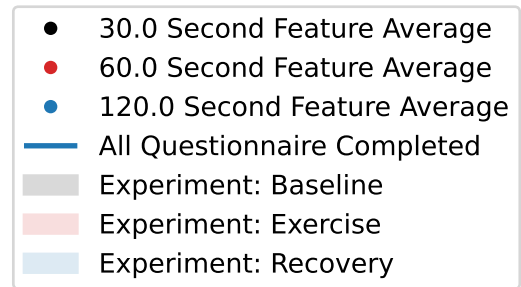 30.0 Second Feature Average
60.0 Second Feature Average
120.0 Second Feature Average
All Questionnaire Completed
Experiment: Baseline
Experiment: Exercise
Experiment: Recovery